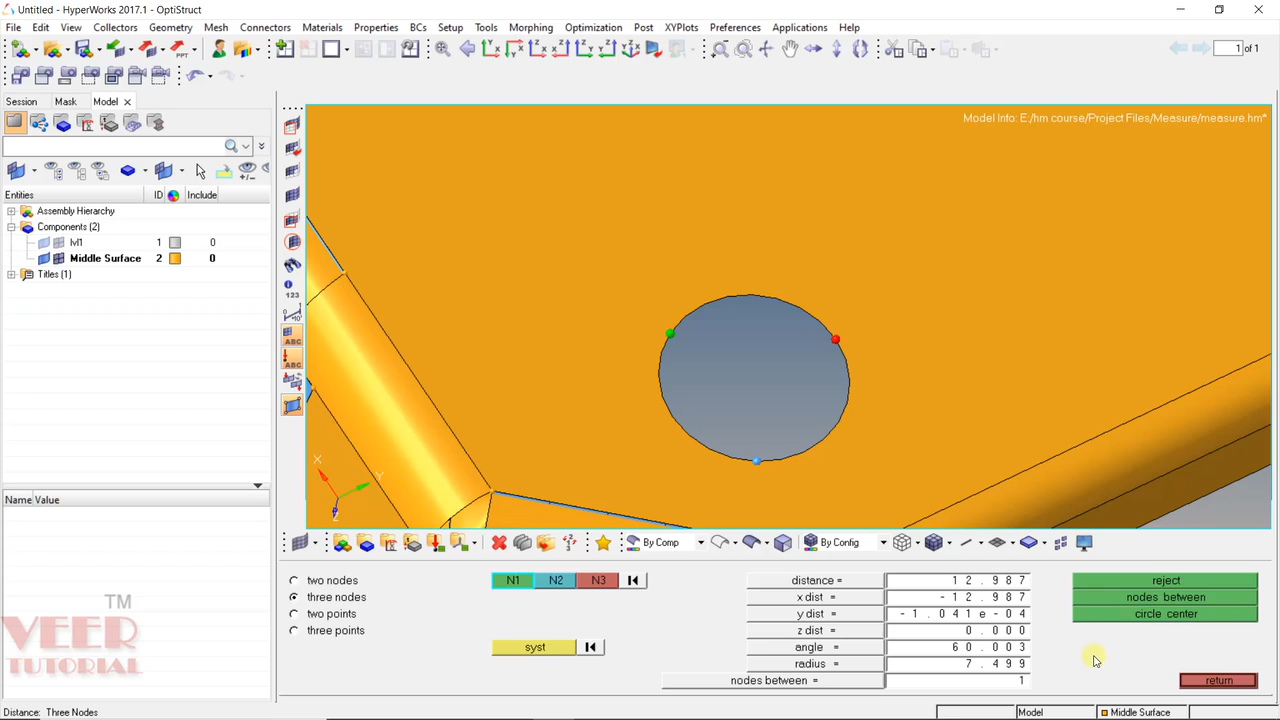 Untitled - HyperWorks 2017.1 - OptiStruct
File Edit View Collectors Geometry Mesh Connectors Materials Properties BCs Setup Tools Morphing Optimization Post XYPlots Preferences Applications Help
1 of 1
Session Mask Model
Model Info: E:/hm course/Project Files/Measure/measure.hm*
Entities ID Include
Assembly Hierarchy
Components (2)
lvl1 1 0
Middle Surface 2 0
Titles (1)
123
ABC
ABC
X Y Z
Name Value
By Comp By Config
two nodes
three nodes
two points
three points
N1 N2 N3
syst
distance = 12.987
x dist = -12.987
y dist = -1.041e-04
z dist = 0.000
angle = 60.003
radius = 7.499
nodes between = 1
reject
nodes between
circle center
return
TM
VEER
TUTORIAL
Distance: Three Nodes
Model
Middle Surface